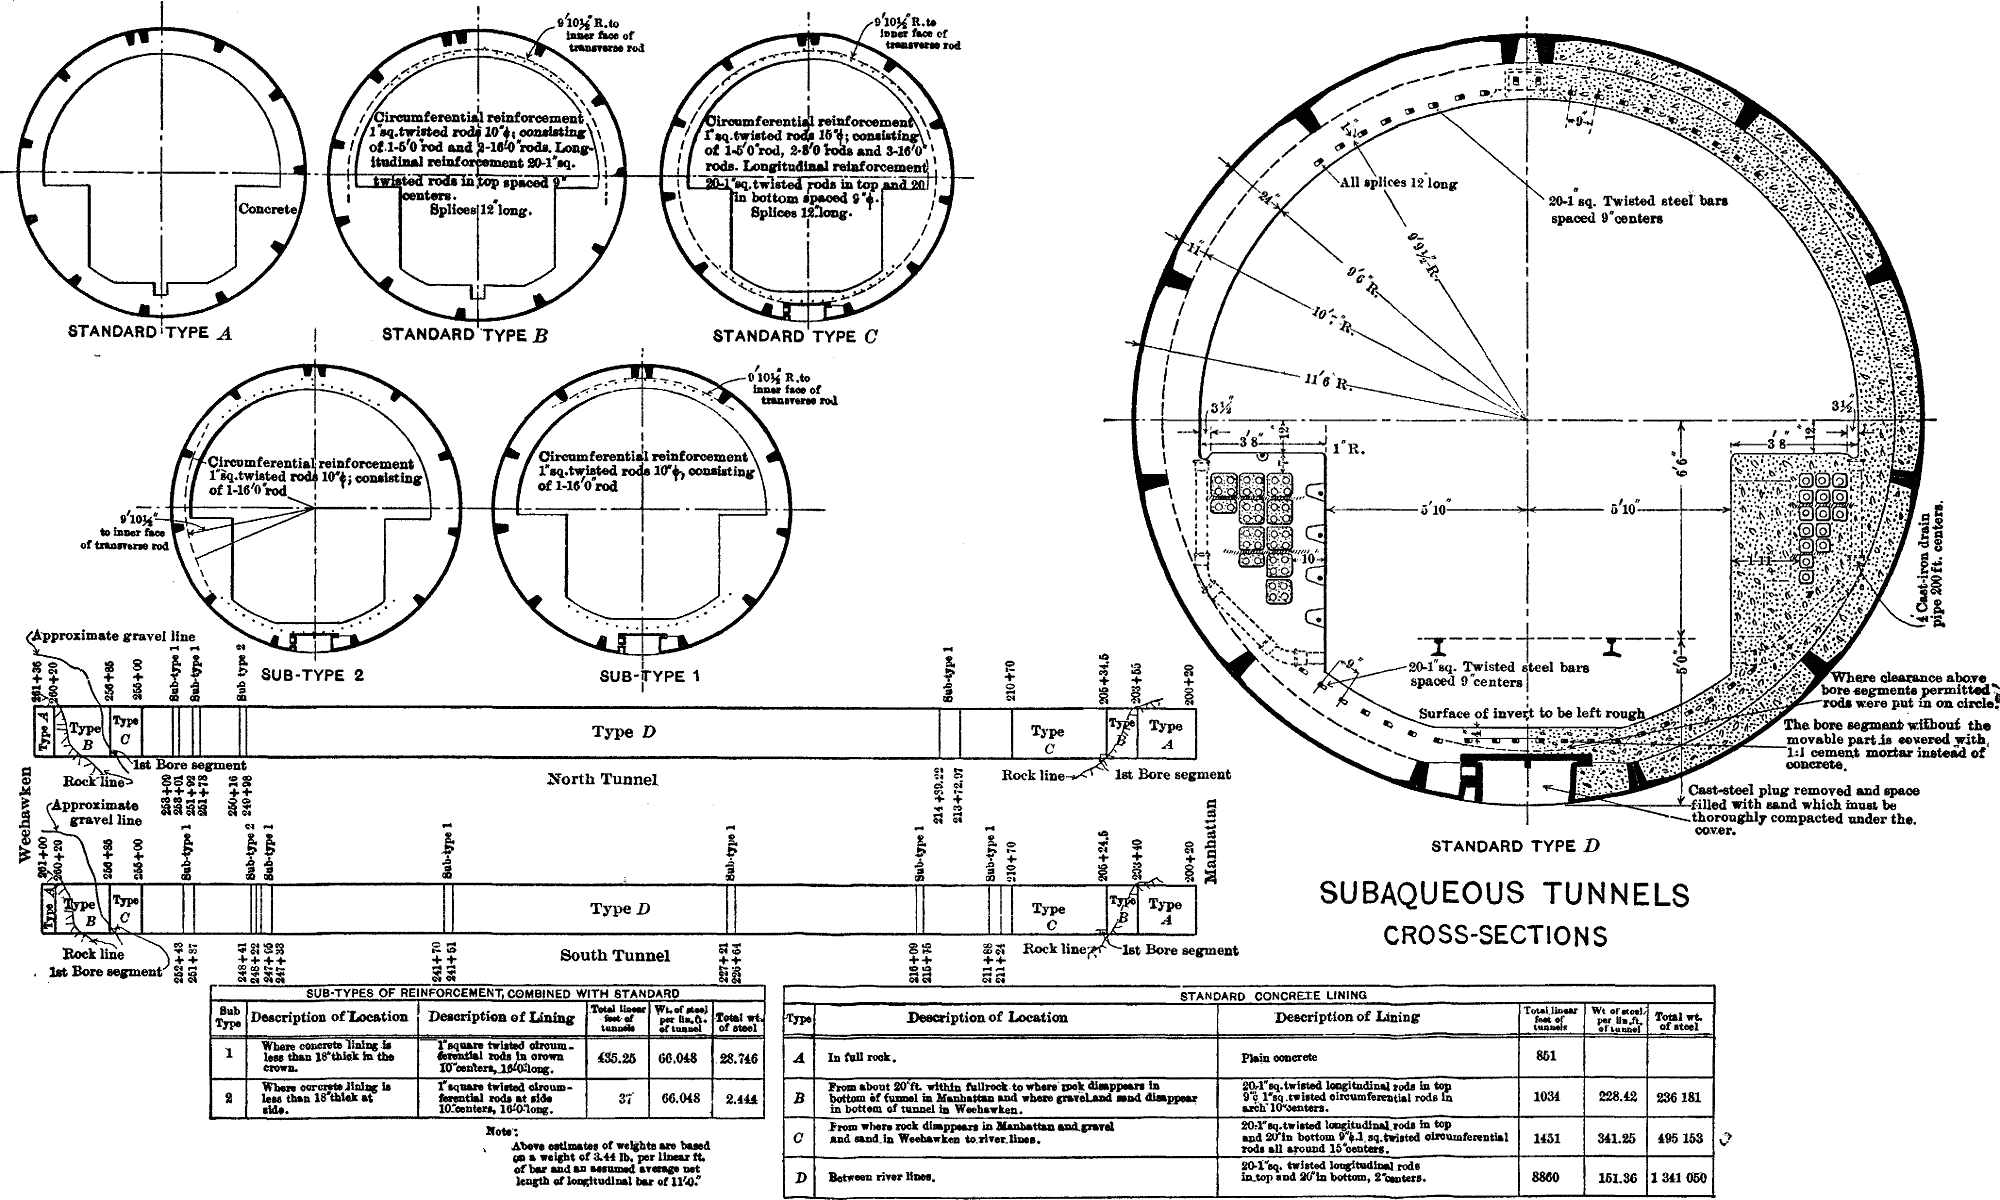 9'10½" R. to
inner face of
transverse rod
Concrete
STANDARD TYPE A
Circumferential reinforcement
1"sq. twisted rods 10"¢; consisting
of 1-5'0" rod and 2-16'0" rods. Long-
itudinal reinforcement 20-1"sq.
twisted rods in top spaced 9"
centers.
Splices 12" long.
STANDARD TYPE B
9'10½" R. to
inner face of
transverse rod
Circumferential reinforcement
1"sq. twisted rods 15"¢; consisting
of 1-5'0" rod, 2-8'0 rods and 3-16'0"
rods. Longitudinal reinforcement
20-1"sq. twisted rods in top and 20
in bottom spaced 9"¢.
Splices 12" long.
STANDARD TYPE C
Circumferential reinforcement
1"sq. twisted rods 10"¢; consisting
of 1-16'0" rod
9'10½"
to inner face
of transverse rod
SUB-TYPE 2
9'10½" R. to
inner face of
transverse rod
Circumferential reinforcement
1"sq. twisted rods 10"¢, consisting
of 1-16'0" rod
SUB-TYPE 1
9"
All splices 12" long
20-1"sq. Twisted steel bars
spaced 9" centers
24"
11"
9'9½" R.
9'6" R.
10'7" R.
11'6" R.
3½"
3'8"
12"
1" R.
3½"
3'8"
12"
6'6"
5'10"
5'10"
10
1'11"
4" Cast-iron drain
pipe 200 ft. centers.
5'0"
9"
20-1"sq. Twisted steel bars
spaced 9" centers
Surface of invert to be left rough
Where clearance above
bore segments permitted
rods were put in on circle.
The bore segment without the
movable part is covered with
1:1 cement mortar instead of
concrete.
Cast-steel plug removed and space
filled with sand which must be
thoroughly compacted under the
cover.
STANDARD TYPE D
SUBAQUEOUS TUNNELS
CROSS-SECTIONS
Approximate gravel line
261+36
260+20
256+85
255+00
Sub-type 1
Sub-type 1
Sub type 2
Sub-type 1
210+70
205+34.5
203+55
200+20
Type A
Type B
Type C
Type D
Type C
Type B
Type A
1st Bore segment
Rock line
North Tunnel
Rock line
1st Bore segment
253+09
253+01
251+92
251+78
250+16
249+98
214+39.22
213+72.97
Weehawken
Manhattan
Approximate
gravel line
261+00
260+20
256+85
255+00
Sub-type 1
Sub-type 2
Sub-type 1
Sub-type 1
Sub-type 1
Sub-type 1
Sub-type 1
210+70
205+24.5
203+40
200+20
Type A
Type B
Type C
Type D
Type C
Type B
Type A
Rock line
1st Bore segment
South Tunnel
Rock line
1st Bore segment
252+43
251+87
248+41
248+22
247+95
247+33
241+70
241+51
227+21
226+64
216+09
215+75
211+88
211+24
SUB-TYPES OF REINFORCEMENT, COMBINED WITH STANDARD
Sub Type
Description of Location
Description of Lining
Total linear feet of tunnels
Wt. of steel per lin. ft. of tunnel
Total wt. of steel
1
Where concrete lining is
less than 18" thick in the
crown.
1" square twisted circum-
ferential rods in crown
10" centers, 16'0" long.
435.25
66.048
28.746
2
Where concrete lining is
less than 18" thick at
side.
1" square twisted circum-
ferential rods at side
10" centers, 16'0" long.
37
66.048
2.444
Note:
Above estimates of weights are based
on a weight of 3.44 lb. per linear ft.
of bar and an assumed average net
length of longitudinal bar of 11'0."
STANDARD CONCRETE LINING
Type
Description of Location
Description of Lining
Total linear feet of tunnels
Wt of steel per lin. ft. of tunnel
Total wt. of steel
A
In full rock.
Plain concrete
851
B
From about 20 ft. within full rock to where rock disappears in
bottom of tunnel in Manhattan and where gravel and sand disappear
in bottom of tunnel in Weehawken.
20-1"sq. twisted longitudinal rods in top
9"¢ 1"sq. twisted circumferential rods in
arch 10" centers.
1034
228.42
236 181
C
From where rock disappears in Manhattan and gravel
and sand in Weehawken to river lines.
20-1"sq. twisted longitudinal rods in top
and 20 in bottom 9"¢. 1 sq. twisted circumferential
rods all around 15" centers.
1451
341.25
495 153
D
Between river lines.
20-1"sq. twisted longitudinal rods
in top and 20 in bottom, 2" centers.
8860
151.36
1 341 050